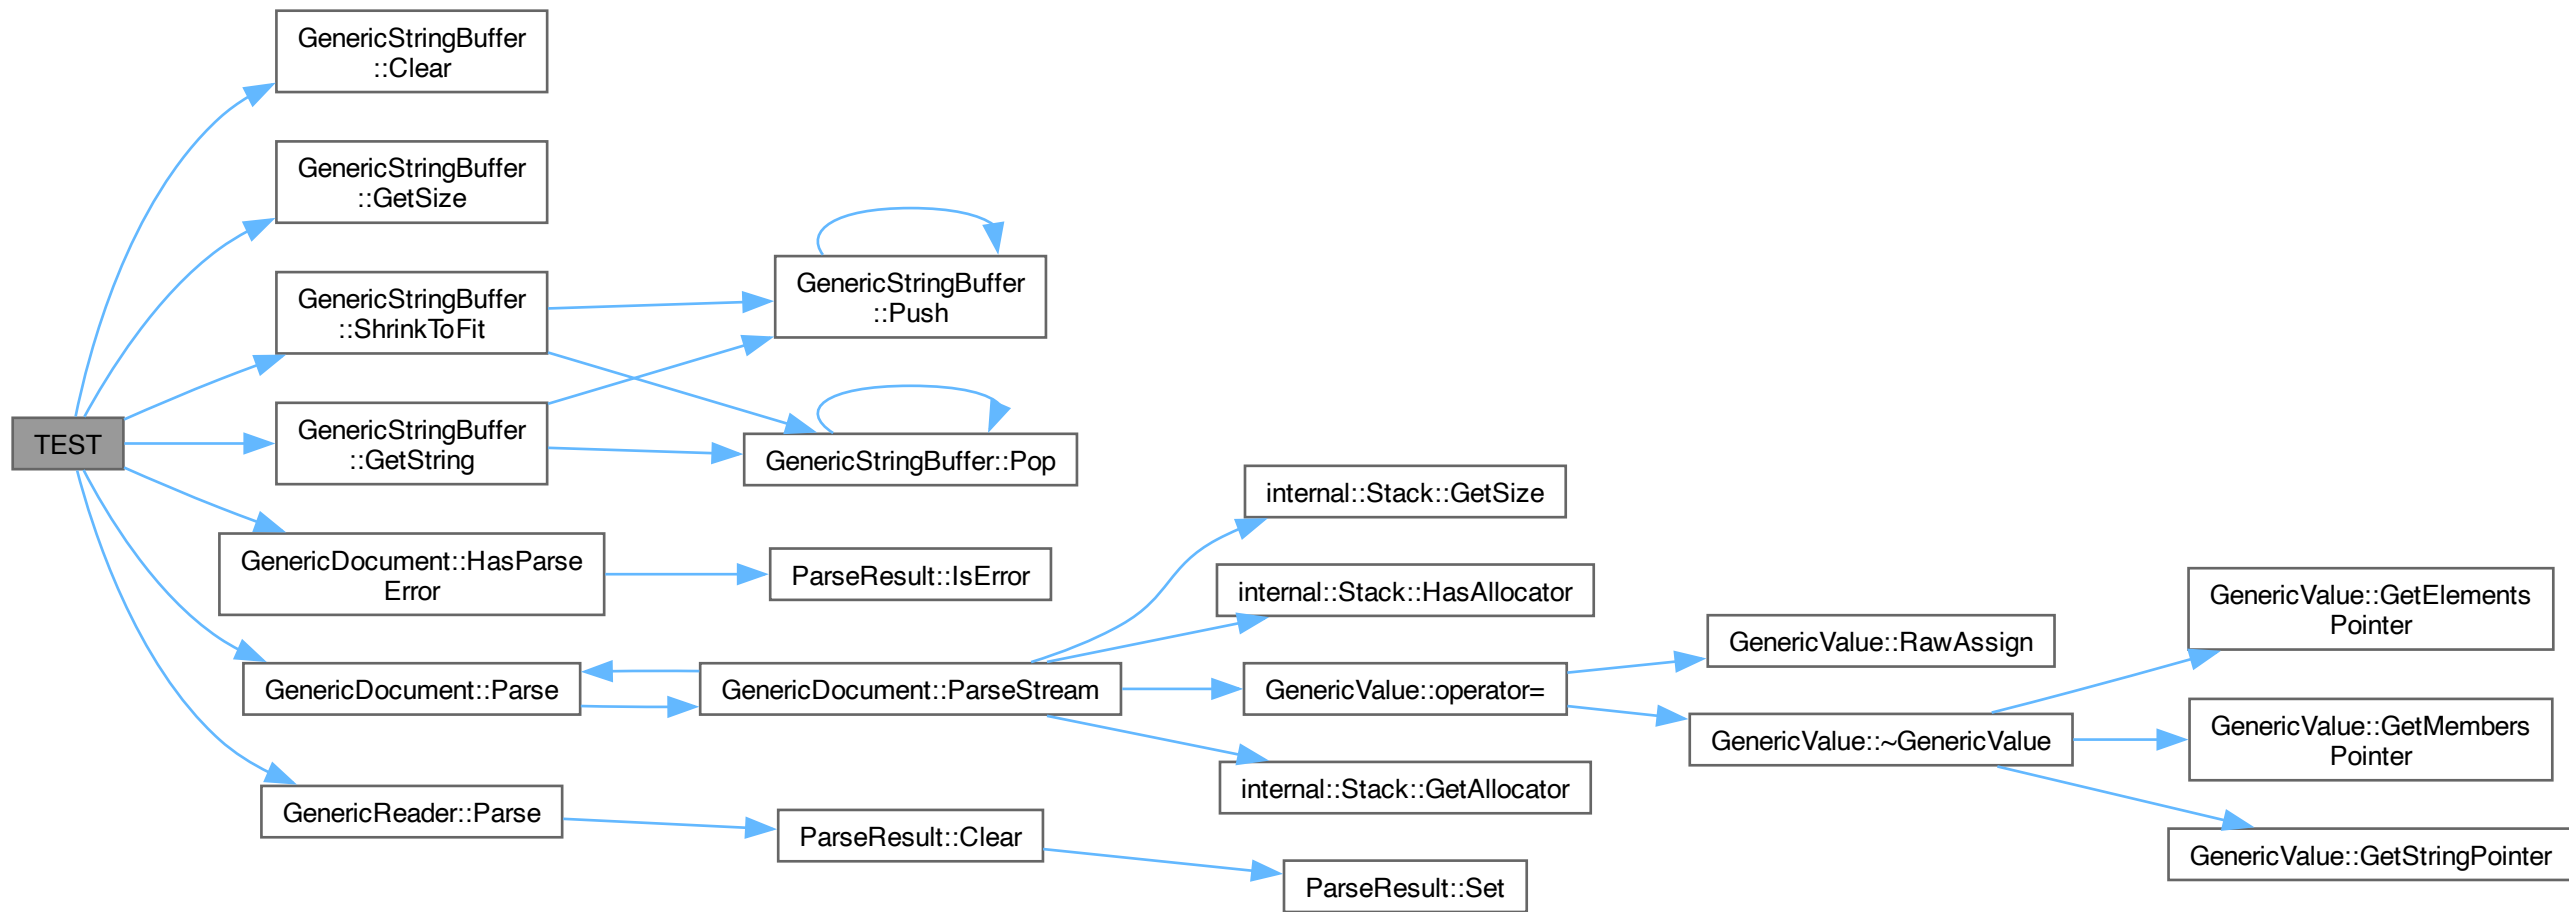 GenericStringBuffer
::Clear
GenericStringBuffer
::GetSize
GenericStringBuffer
::ShrinkToFit
GenericStringBuffer
::Push
TEST
GenericStringBuffer
::GetString
GenericStringBuffer::Pop
internal::Stack::GetSize
GenericDocument::HasParse
Error
ParseResult::IsError
internal::Stack::HasAllocator
GenericValue::GetElements
Pointer
GenericValue::RawAssign
GenericDocument::Parse
GenericDocument::ParseStream
GenericValue::operator=
GenericValue::~GenericValue
GenericValue::GetMembers
Pointer
internal::Stack::GetAllocator
GenericReader::Parse
ParseResult::Clear
GenericValue::GetStringPointer
ParseResult::Set